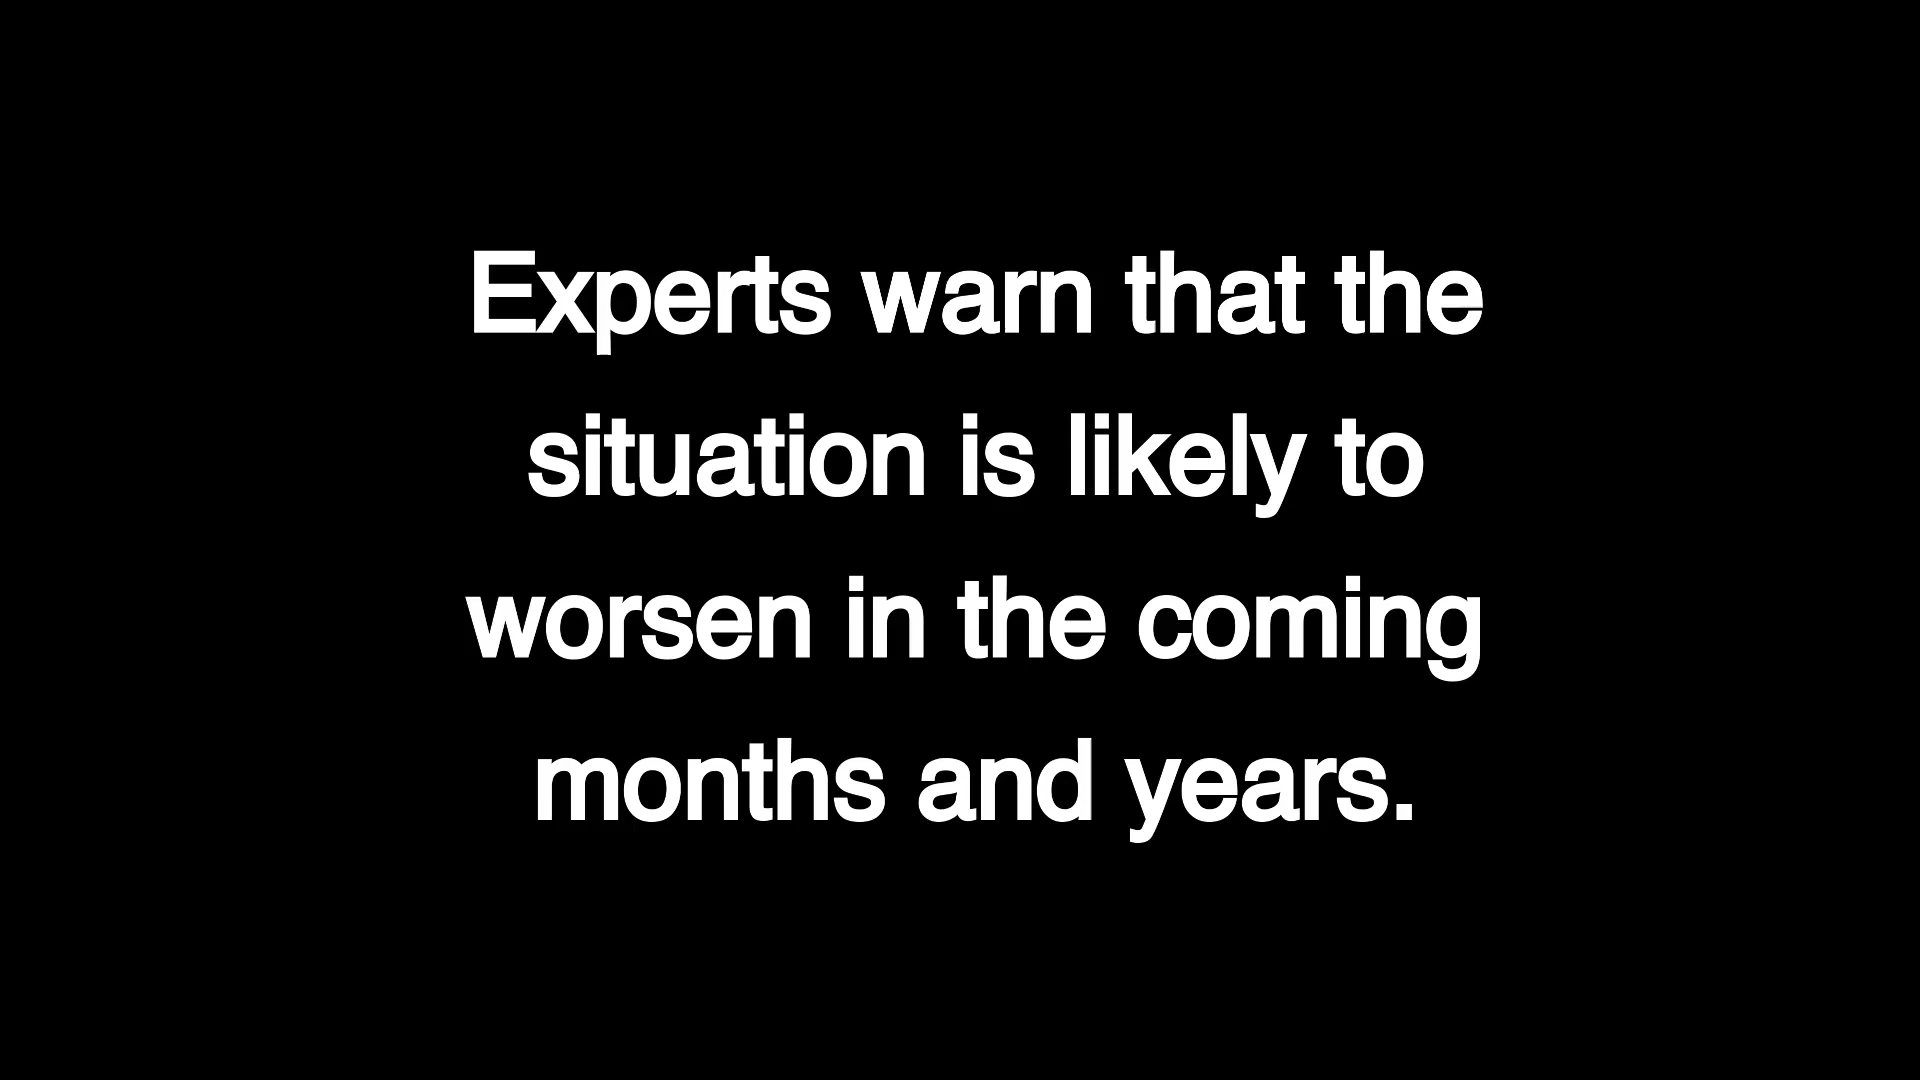 Experts warn that the
situation is likely to
worsen in the coming
months and years.